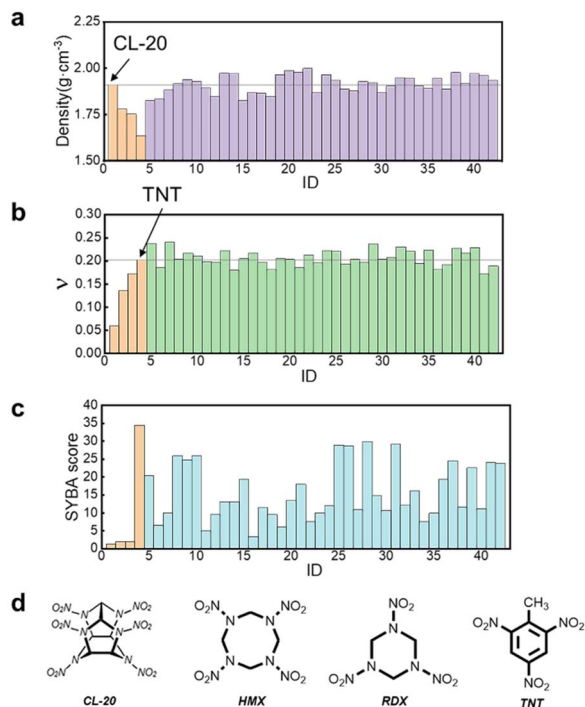 a
2.25
2.00
1.75
1.50
Density(g·cm⁻³)
CL-20
0 5 10 15 20 25 30 35 40
ID
b
TNT
0.30
0.25
0.20
0.15
0.10
0.05
0.00
ν
0 5 10 15 20 25 30 35 40
ID
c
40
35
30
25
20
15
10
5
0
SYBA score
0 5 10 15 20 25 30 35 40
ID
d
O₂N NO₂
O₂N NO₂
O₂N NO₂
N N
N N
N N
CL-20
O₂N NO₂
N N
N N
O₂N NO₂
HMX
NO₂
N
N N
O₂N NO₂
RDX
CH₃
O₂N NO₂
NO₂
TNT